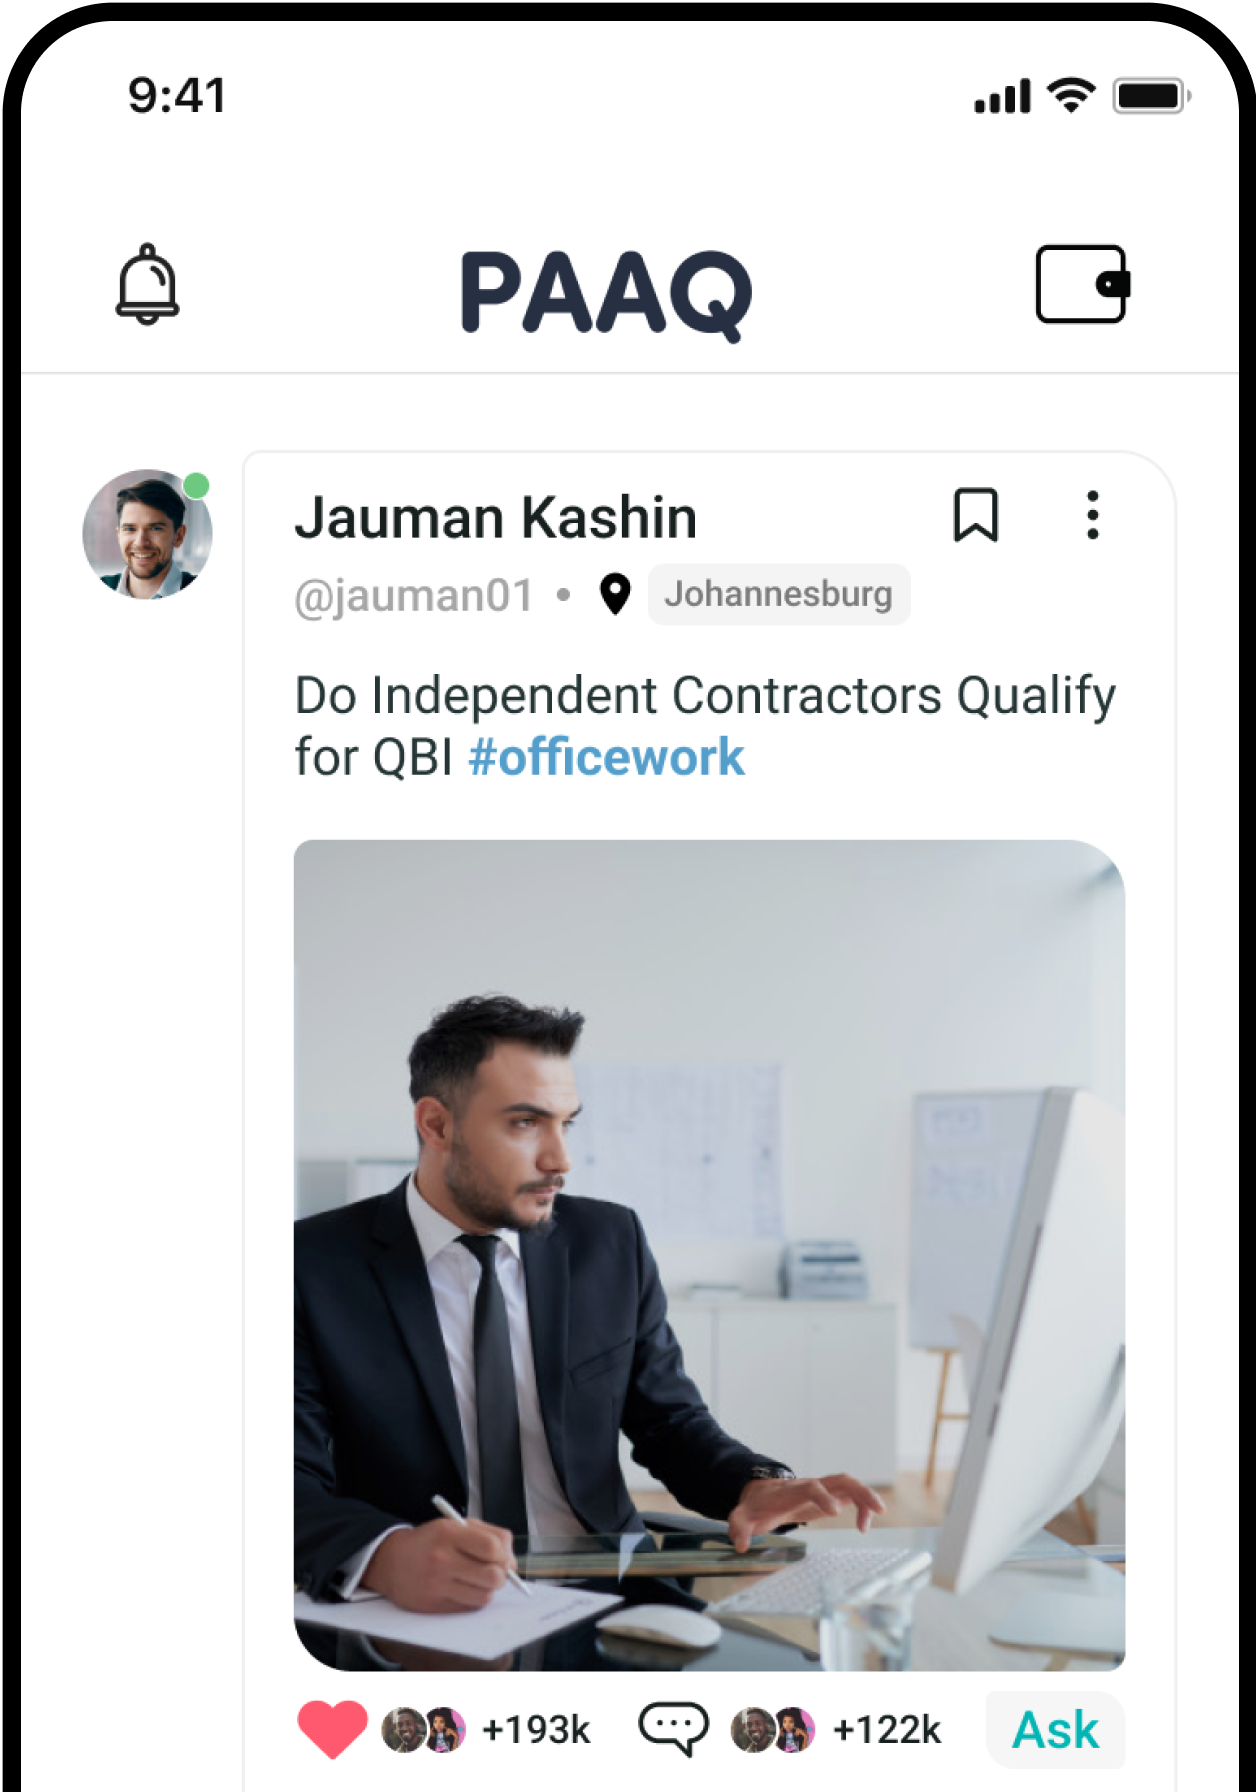 9:41
PAAQ
Jauman Kashin
@jauman01 • Johannesburg
Do Independent Contractors Qualify
for QBI #officework
+193k +122k Ask